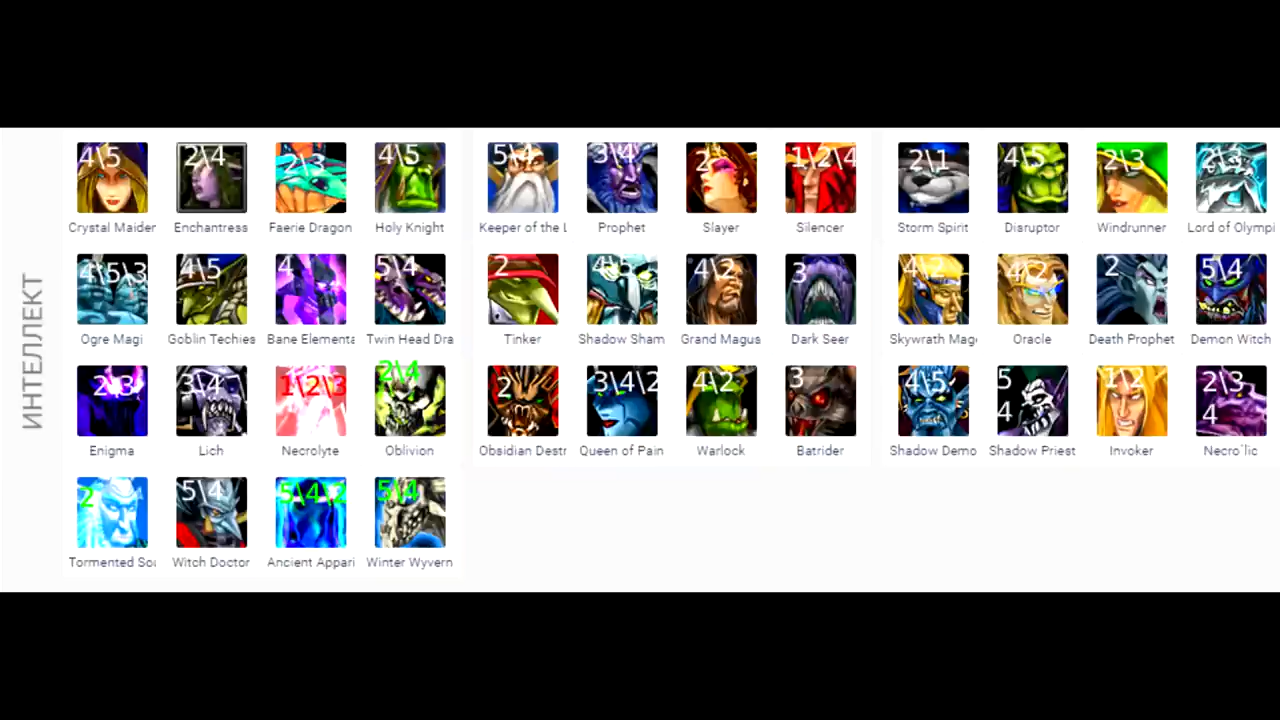 ИНТЕЛЛЕКТ
4\5 2\4 2\3 4\5 5\4 3\4 2 1\2\4 2\1 4\5 2\3 2\3
Crystal Maiden Enchantress Faerie Dragon Holy Knight Keeper of the L Prophet Slayer Silencer Storm Spirit Disruptor Windrunner Lord of Olympi
4\5\3 4\5 4 5\4 2 4\5 4\2 3 4\2 4\2 2 5\4
Ogre Magi Goblin Techies Bane Elementa Twin Head Dra Tinker Shadow Sham Grand Magus Dark Seer Skywrath Mag Oracle Death Prophet Demon Witch
2\3 3\4 1\2\3 2\4 2 3\4\2 4\2 3 4\5 5 1\2 2\3
4 4
Enigma Lich Necrolyte Oblivion Obsidian Destr Queen of Pain Warlock Batrider Shadow Demo Shadow Priest Invoker Necro`lic
2 5\4 5\4\2 5\4
Tormented Sou Witch Doctor Ancient Appari Winter Wyvern